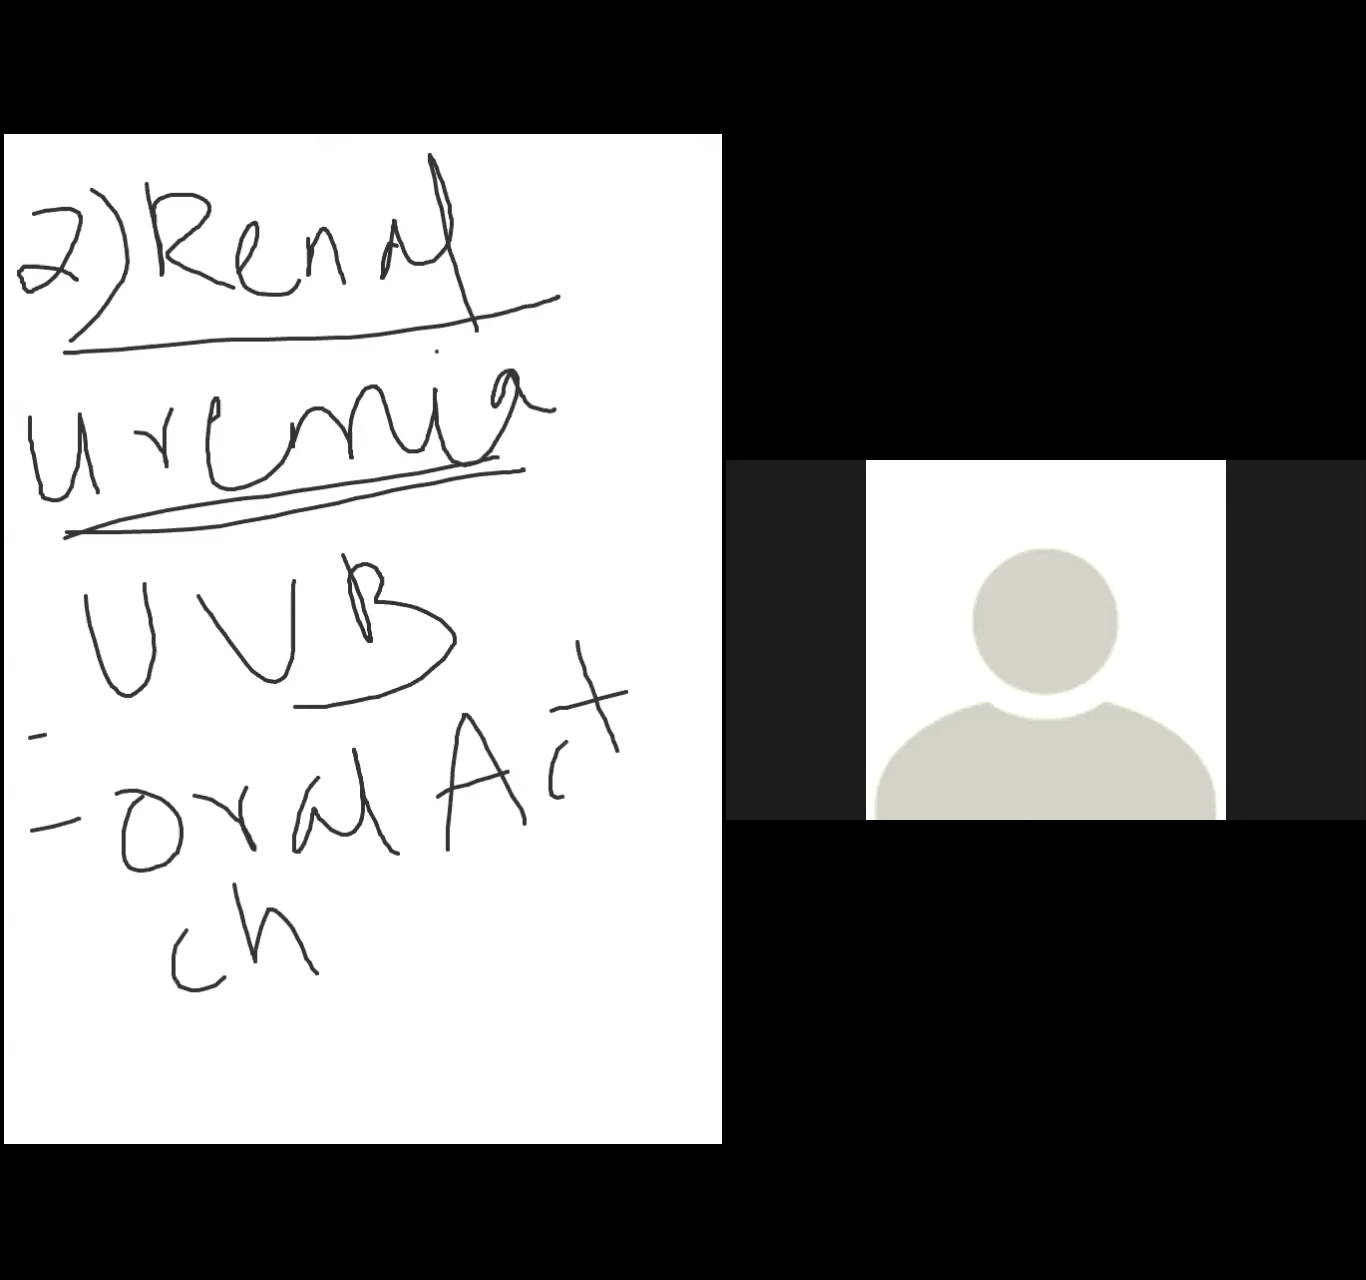 2) Renal
Uremia
UVB
-
- oral Act
ch